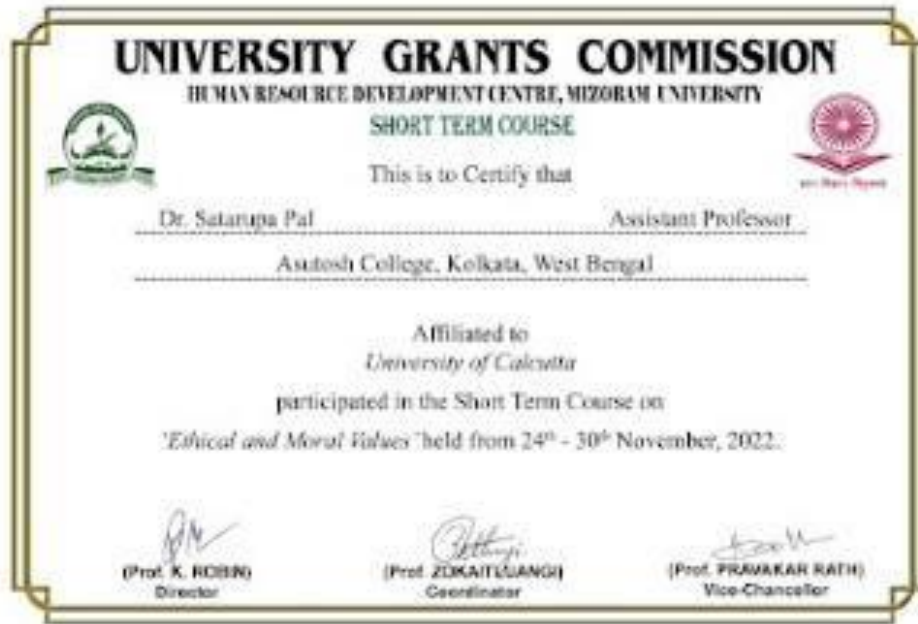 UNIVERSITY GRANTS COMMISSION
HUMAN RESOURCE DEVELOPMENT CENTRE, MIZORAM UNIVERSITY
SHORT TERM COURSE
This is to Certify that
Dr. Satarupa Pal Assistant Professor
Asutosh College, Kolkata, West Bengal
Affiliated to
University of Calcutta
participated in the Short Term Course on
'Ethical and Moral Values' held from 24th - 30th November, 2022.
(Prof. K. ROBIN) (Prof. ZOKAITLUANGI) (Prof. PRAVAKAR RATH)
Director Coordinator Vice-Chancellor